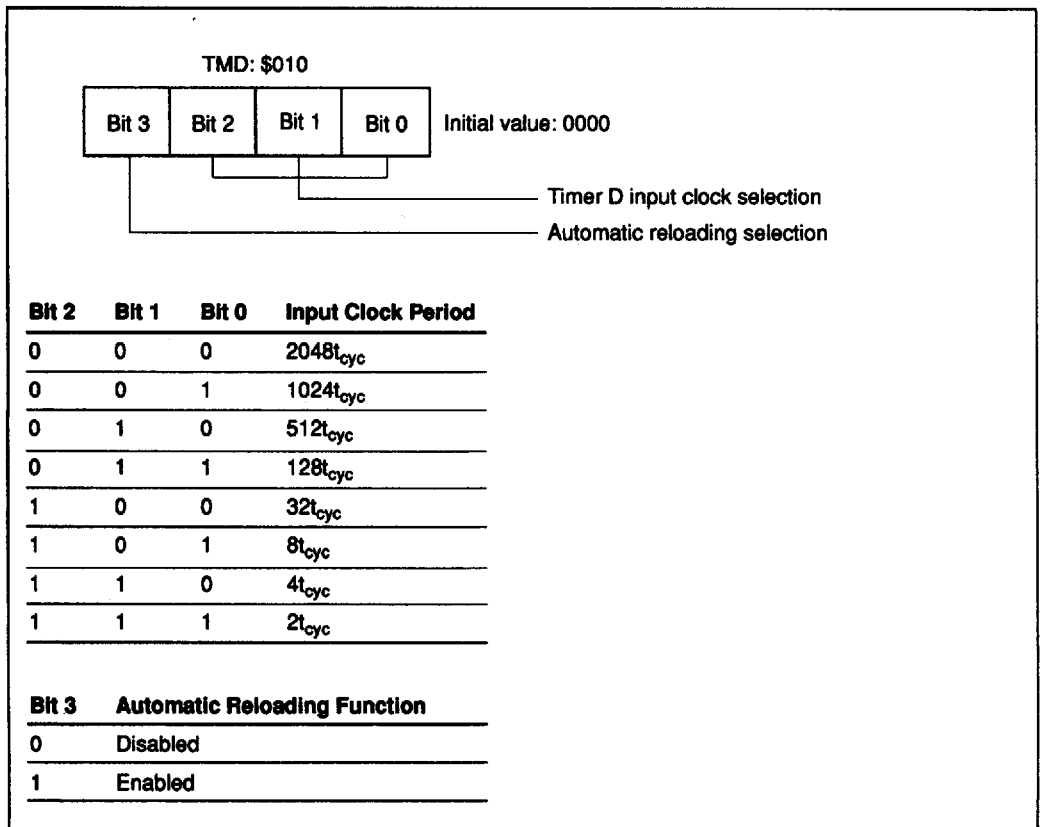 TMD: $010
Bit 3 Bit 2 Bit 1 Bit 0 Initial value: 0000
Timer D input clock selection
Automatic reloading selection
Bit 2 Bit 1 Bit 0 Input Clock Period
0 0 0 2048tcyc
0 0 1 1024tcyc
0 1 0 512tcyc
0 1 1 128tcyc
1 0 0 32tcyc
1 0 1 8tcyc
1 1 0 4tcyc
1 1 1 2tcyc
Bit 3 Automatic Reloading Function
0 Disabled
1 Enabled